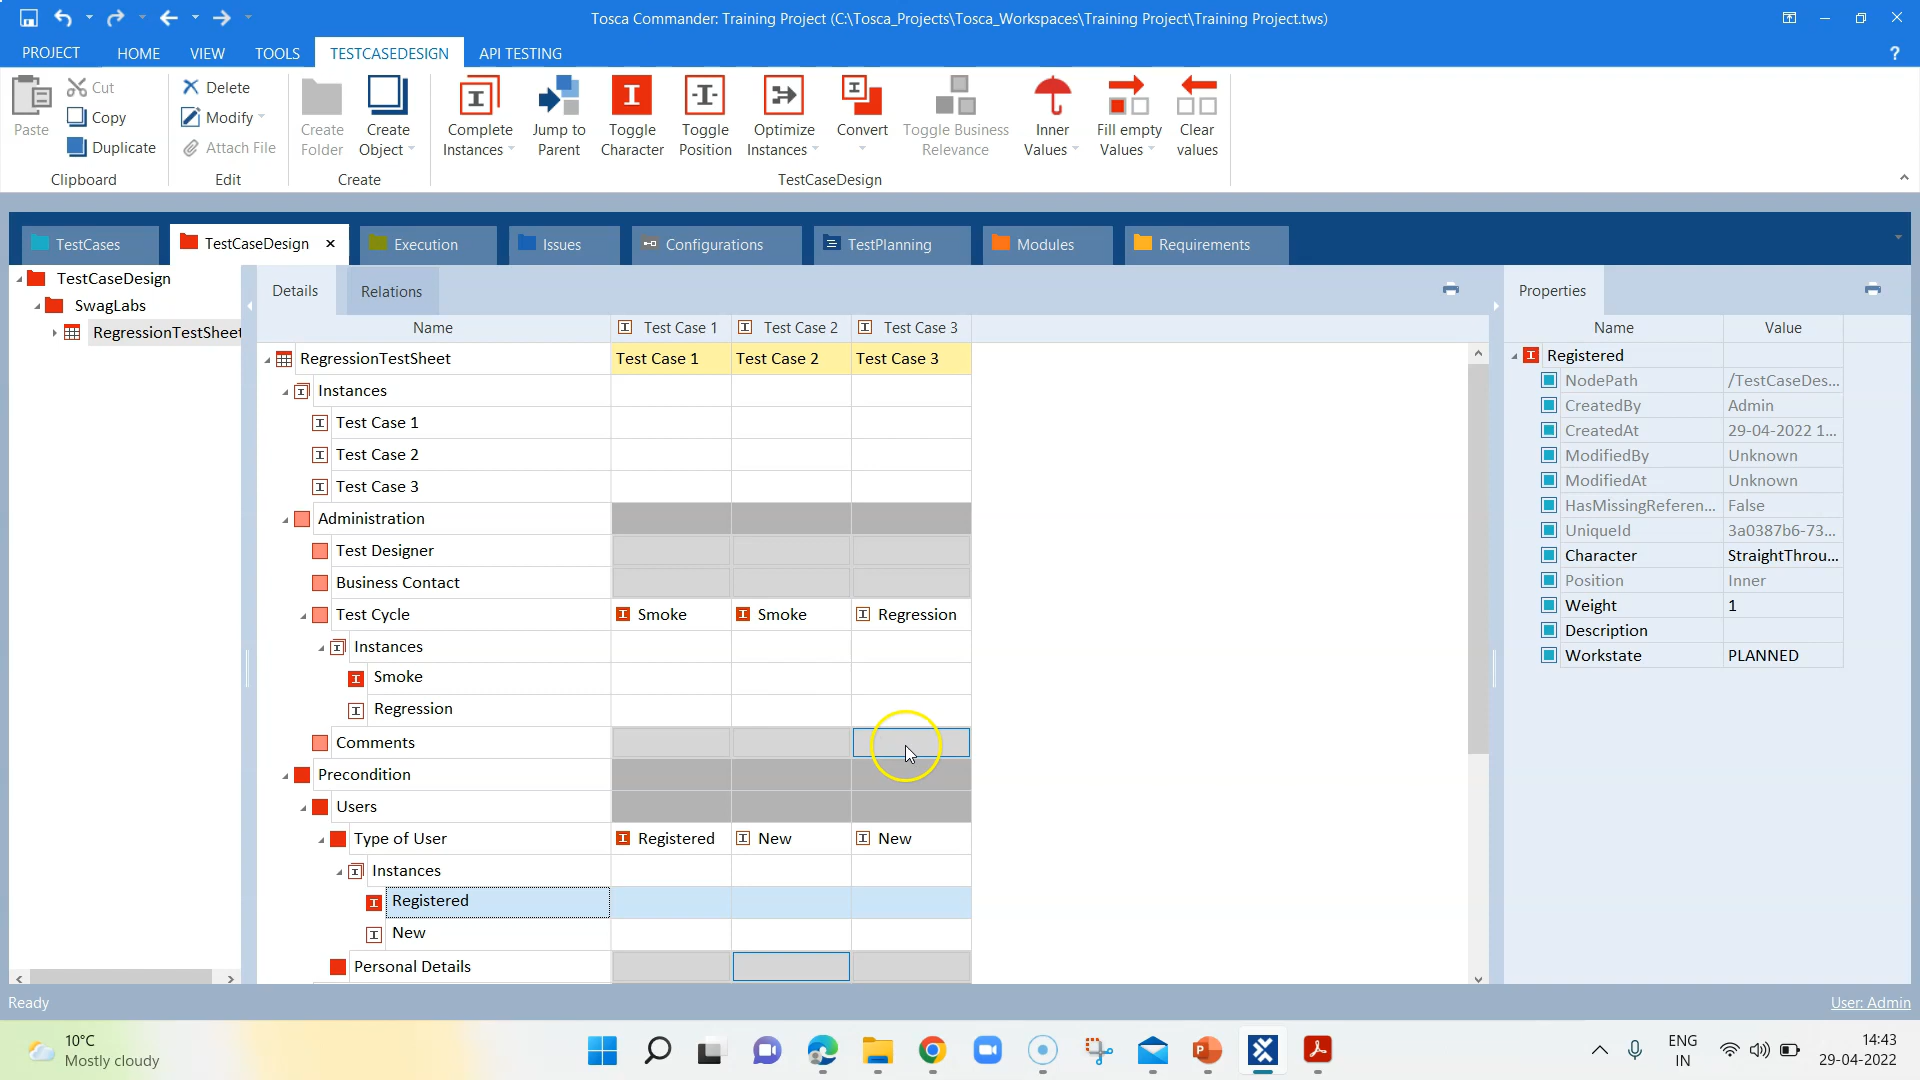 Tosca Commander: Training Project (C:\Tosca_Projects\Tosca_Workspaces\Training Project\Training Project.tws)
PROJECT HOME VIEW TOOLS TESTCASEDESIGN API TESTING ?
Paste Cut Copy Duplicate
Clipboard
Delete Modify Attach File
Edit
Create Folder Create Object
Create
Complete Instances Jump to Parent Toggle Character Toggle Position Optimize Instances Convert Toggle Business Relevance Inner Values Fill empty Values Clear values
TestCaseDesign
TestCases TestCaseDesign Execution Issues Configurations TestPlanning Modules Requirements
TestCaseDesign
SwagLabs
RegressionTestSheet
Details Relations
Name Test Case 1 Test Case 2 Test Case 3
RegressionTestSheet Test Case 1 Test Case 2 Test Case 3
Instances
Test Case 1
Test Case 2
Test Case 3
Administration
Test Designer
Business Contact
Test Cycle Smoke Smoke Regression
Instances
Smoke
Regression
Comments
Precondition
Users
Type of User Registered New New
Instances
Registered
New
Personal Details
Properties
Name Value
Registered
NodePath /TestCaseDes...
CreatedBy Admin
CreatedAt 29-04-2022 1...
ModifiedBy Unknown
ModifiedAt Unknown
HasMissingReferen... False
UniqueId 3a0387b6-73...
Character StraightThrou...
Position Inner
Weight 1
Description
Workstate PLANNED
Ready User: Admin
10°C
Mostly cloudy
ENG
IN
14:43
29-04-2022